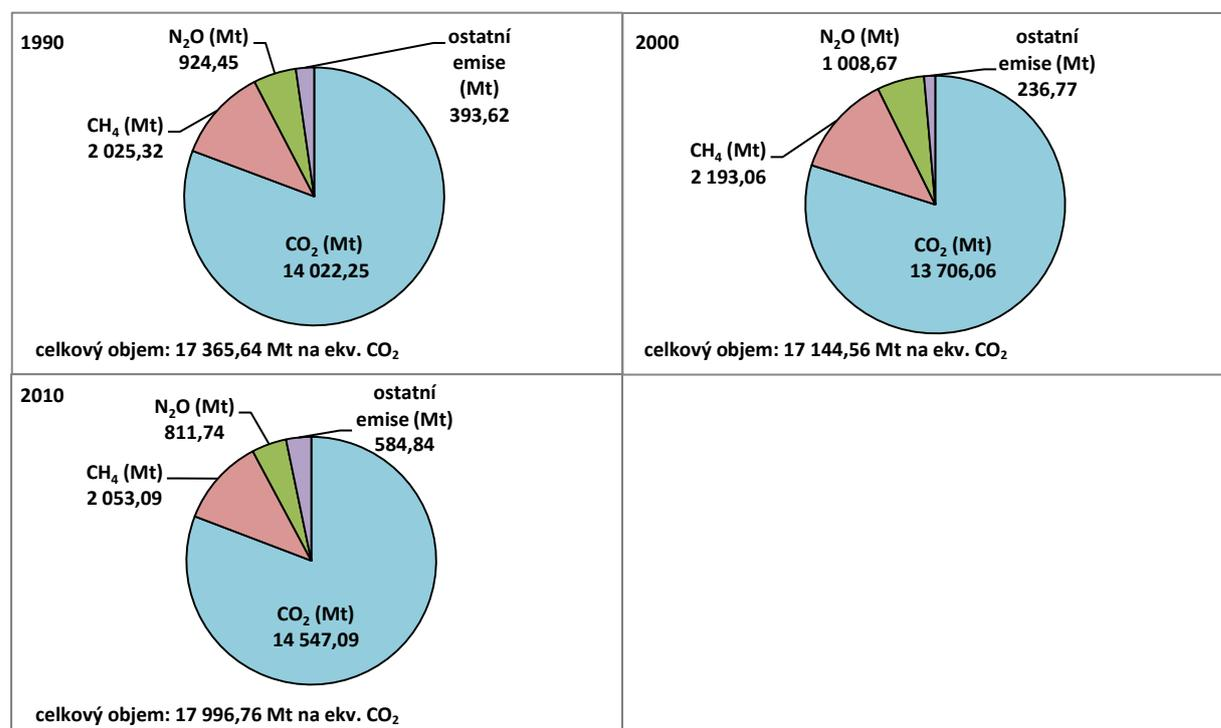 1990
N₂O (Mt)
924,45
ostatní
emise
(Mt)
393,62
CH₄ (Mt)
2 025,32
CO₂ (Mt)
14 022,25
celkový objem: 17 365,64 Mt na ekv. CO₂
2000
N₂O (Mt)
1 008,67
ostatní
emise (Mt)
236,77
CH₄ (Mt)
2 193,06
CO₂ (Mt)
13 706,06
celkový objem: 17 144,56 Mt na ekv. CO₂
2010
N₂O (Mt)
811,74
ostatní
emise (Mt)
584,84
CH₄ (Mt)
2 053,09
CO₂ (Mt)
14 547,09
celkový objem: 17 996,76 Mt na ekv. CO₂